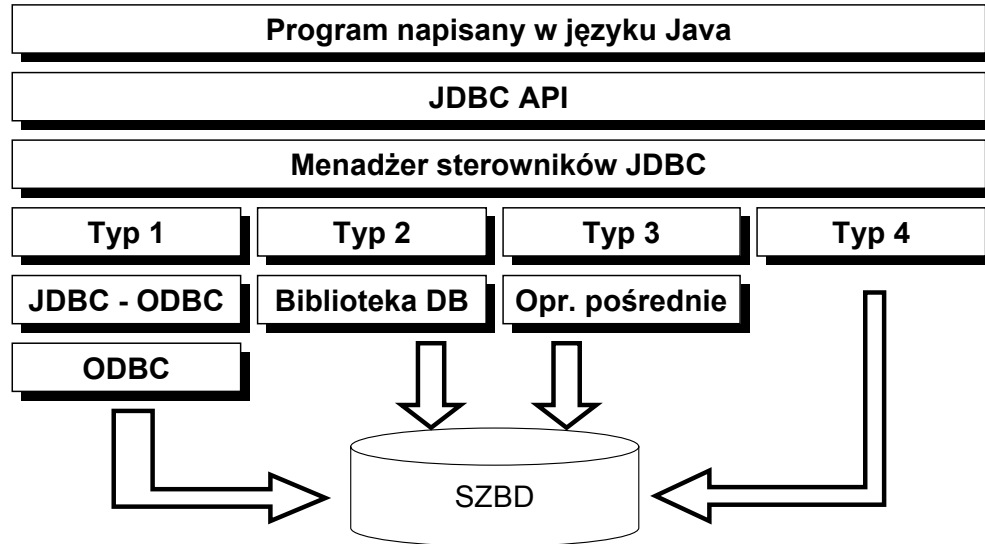 Program napisany w języku Java
JDBC API
Menadżer sterowników JDBC
Typ 1
Typ 2
Typ 3
Typ 4
JDBC - ODBC
Biblioteka DB
Opr. pośrednie
ODBC
SZBD